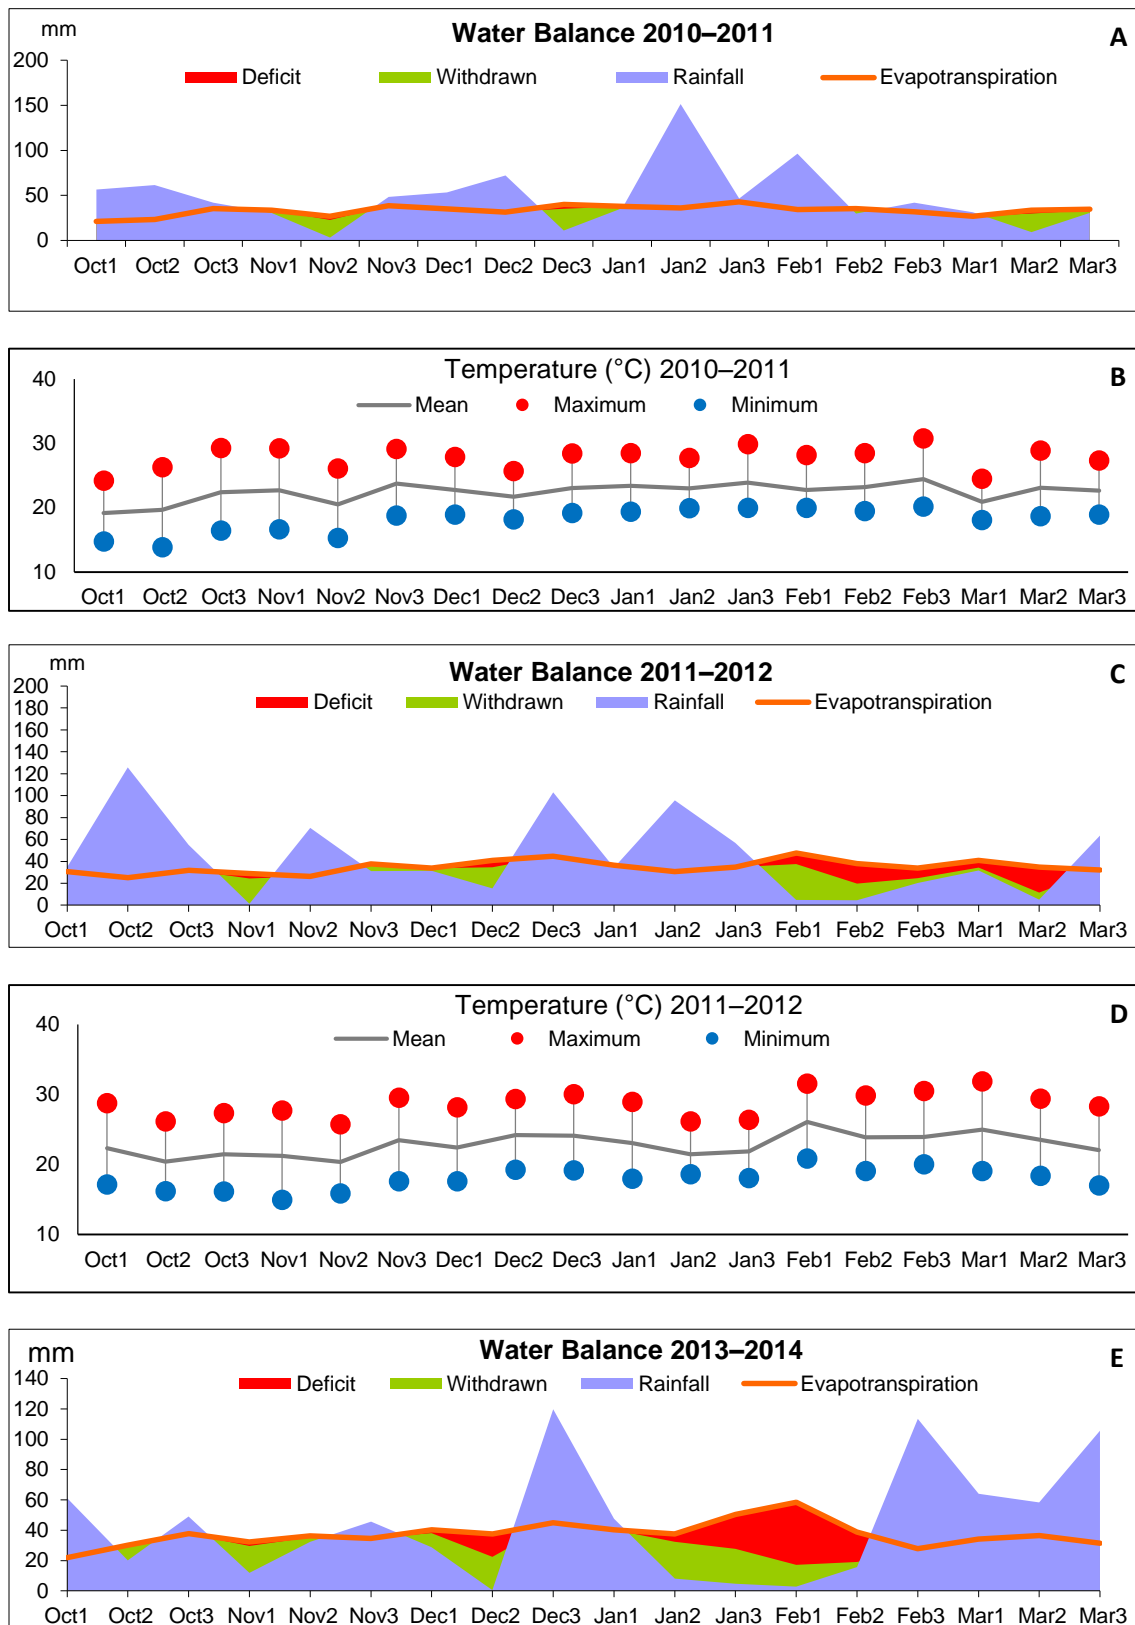 Water Balance 2010–2011
A
mm
Deficit Withdrawn Rainfall Evapotranspiration
200
150
100
50
0
Oct1 Oct2 Oct3 Nov1 Nov2 Nov3 Dec1 Dec2 Dec3 Jan1 Jan2 Jan3 Feb1 Feb2 Feb3 Mar1 Mar2 Mar3
Temperature (°C) 2010–2011
B
Mean Maximum Minimum
40
30
20
10
Oct1 Oct2 Oct3 Nov1 Nov2 Nov3 Dec1 Dec2 Dec3 Jan1 Jan2 Jan3 Feb1 Feb2 Feb3 Mar1 Mar2 Mar3
Water Balance 2011–2012
C
mm
Deficit Withdrawn Rainfall Evapotranspiration
200
180
160
140
120
100
80
60
40
20
0
Oct1 Oct2 Oct3 Nov1 Nov2 Nov3 Dec1 Dec2 Dec3 Jan1 Jan2 Jan3 Feb1 Feb2 Feb3 Mar1 Mar2 Mar3
Temperature (°C) 2011–2012
D
Mean Maximum Minimum
40
30
20
10
Oct1 Oct2 Oct3 Nov1 Nov2 Nov3 Dec1 Dec2 Dec3 Jan1 Jan2 Jan3 Feb1 Feb2 Feb3 Mar1 Mar2 Mar3
Water Balance 2013–2014
E
mm
Deficit Withdrawn Rainfall Evapotranspiration
140
120
100
80
60
40
20
0
Oct1 Oct2 Oct3 Nov1 Nov2 Nov3 Dec1 Dec2 Dec3 Jan1 Jan2 Jan3 Feb1 Feb2 Feb3 Mar1 Mar2 Mar3